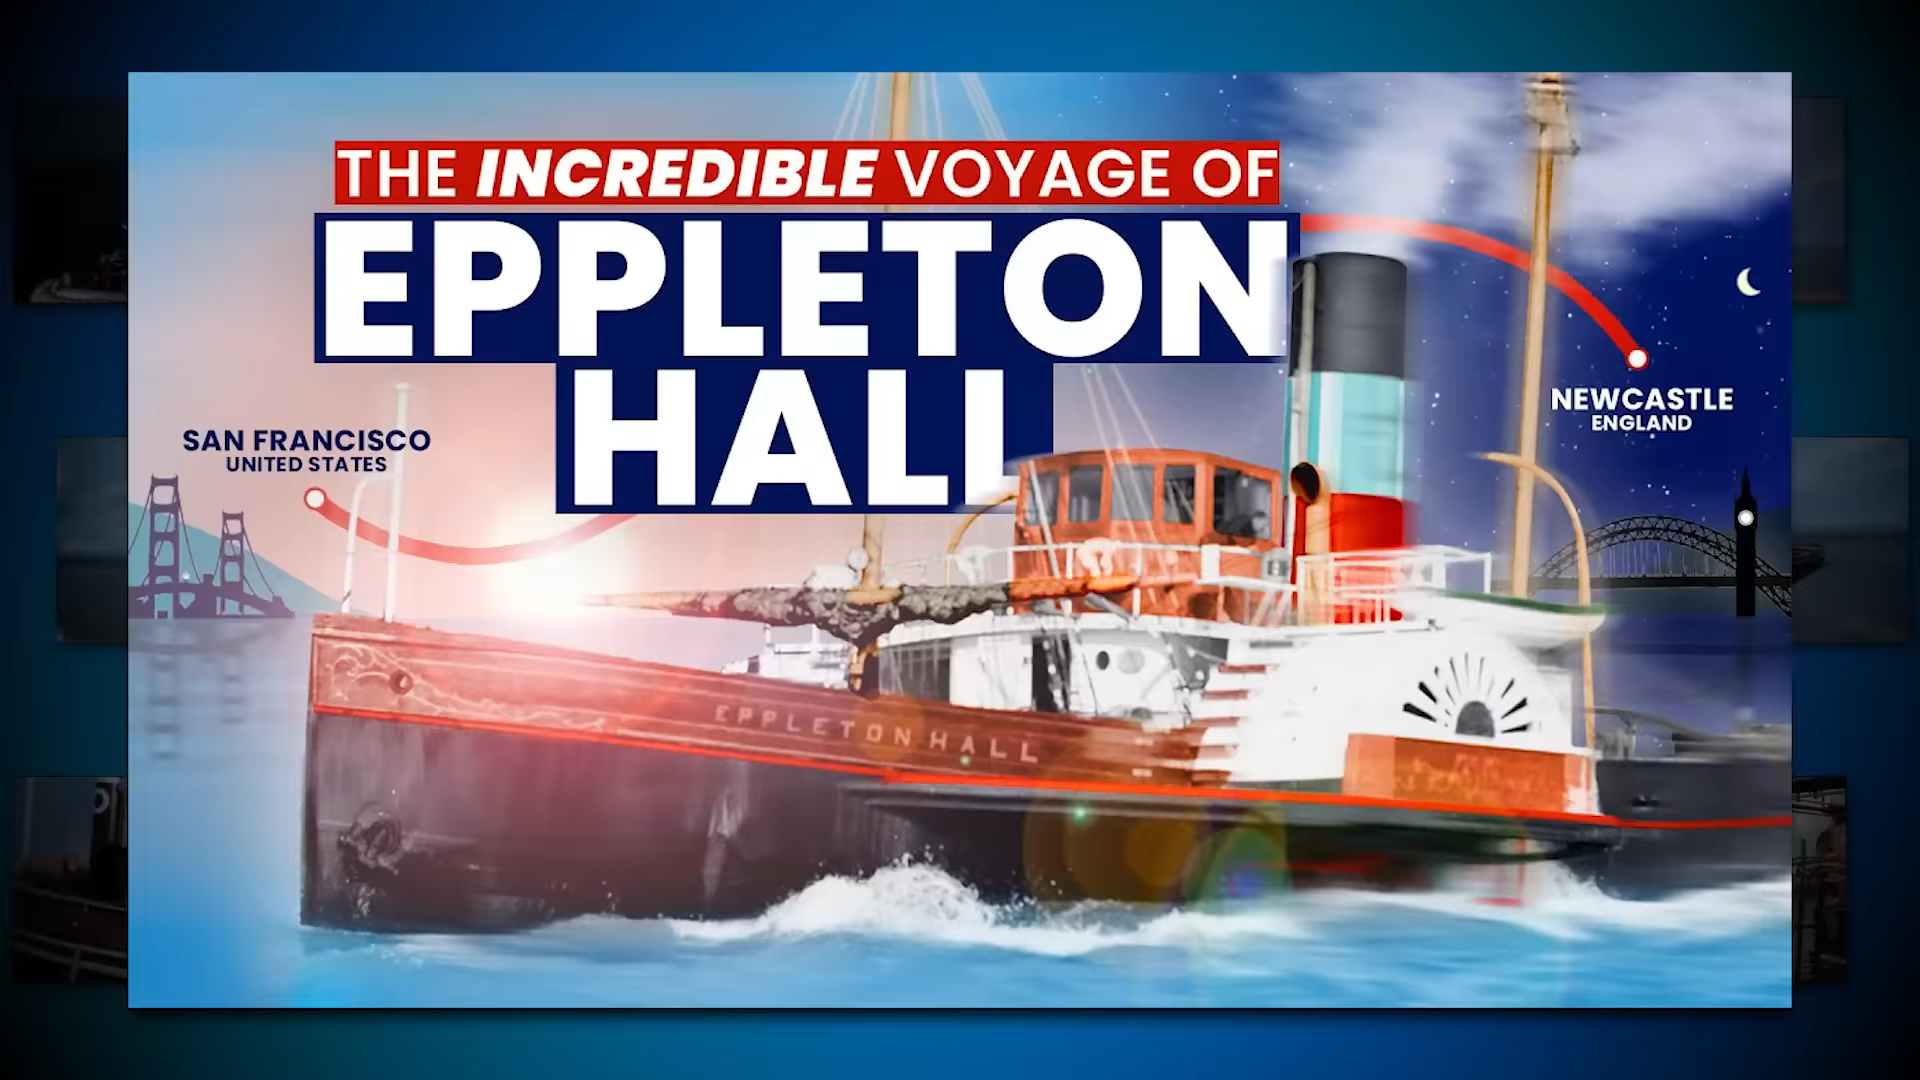 THE INCREDIBLE VOYAGE OF
EPPLETON
HALL
SAN FRANCISCO
UNITED STATES
NEWCASTLE
ENGLAND
EPPLETON HALL